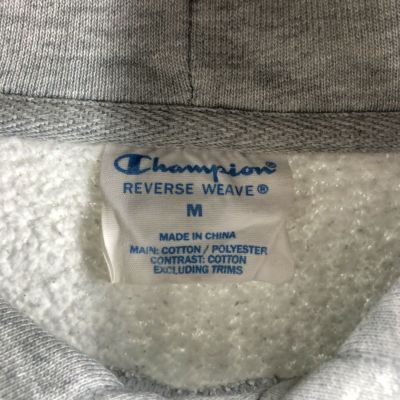 Champion
REVERSE WEAVE®
M
MADE IN CHINA
MAIN: COTTON / POLYESTER
CONTRAST: COTTON
EXCLUDING TRIMS